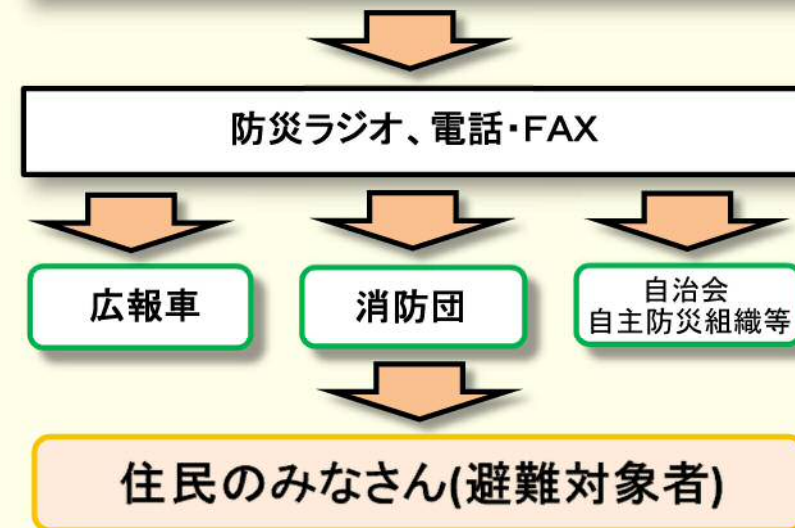 防災ラジオ、電話・FAX
広報車
消防団
自治会
自主防災組織等
住民のみなさん(避難対象者)